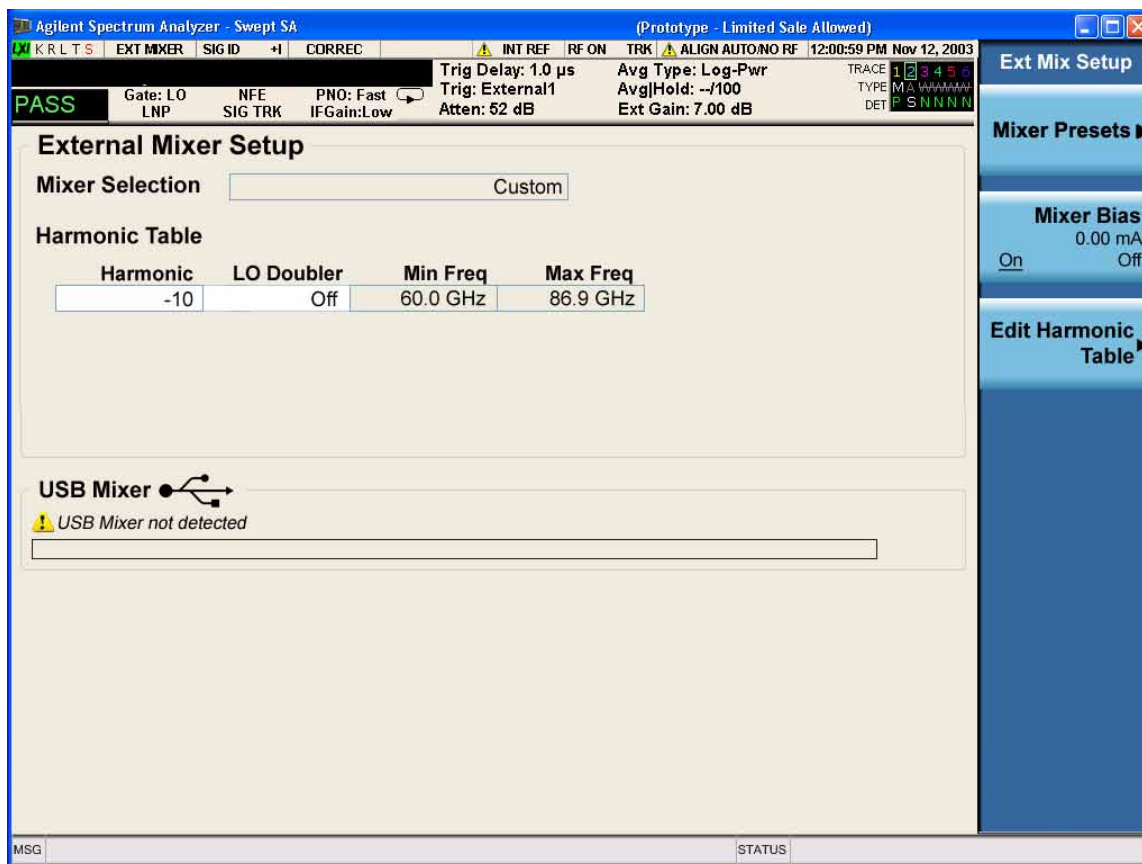 Agilent Spectrum Analyzer - Swept SA (Prototype - Limited Sale Allowed)
LXI K R L T S EXT MIXER SIG ID +I CORREC INT REF RF ON TRK ALIGN AUTO/NO RF 12:00:59 PM Nov 12, 2003
PASS
Gate: LO
LNP
NFE
SIG TRK
PNO: Fast
IFGain:Low
Trig Delay: 1.0 µs
Trig: External1
Atten: 52 dB
Avg Type: Log-Pwr
Avg|Hold: --/100
Ext Gain: 7.00 dB
TRACE 1 2 3 4 5 6
TYPE M A W W W W
DET P S N N N N
Ext Mix Setup
Mixer Presets
Mixer Bias
0.00 mA
On Off
Edit Harmonic
Table
External Mixer Setup
Mixer Selection Custom
Harmonic Table
Harmonic LO Doubler Min Freq Max Freq
-10 Off 60.0 GHz 86.9 GHz
USB Mixer
USB Mixer not detected
MSG STATUS